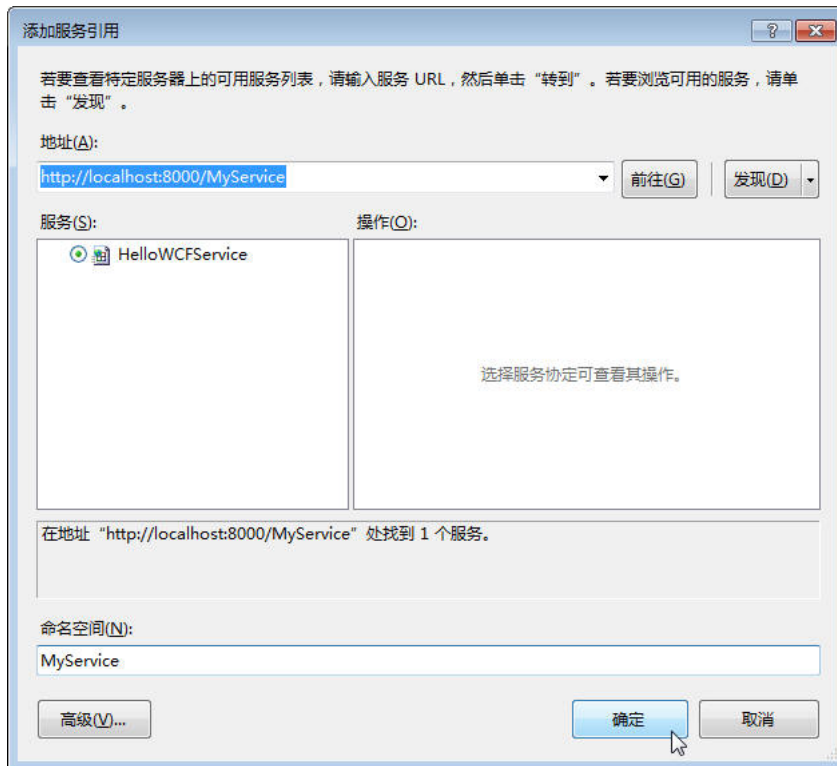 添加服务引用
若要查看特定服务器上的可用服务列表，请输入服务 URL，然后单击“转到”。若要浏览可用的服务，请单
击“发现”。
地址(A):
http://localhost:8000/MyService
前往(G)
发现(D)
服务(S):
操作(O):
HelloWCFService
选择服务协定可查看其操作。
在地址“http://localhost:8000/MyService”处找到 1 个服务。
命名空间(N):
MyService
高级(V)...
确定
取消